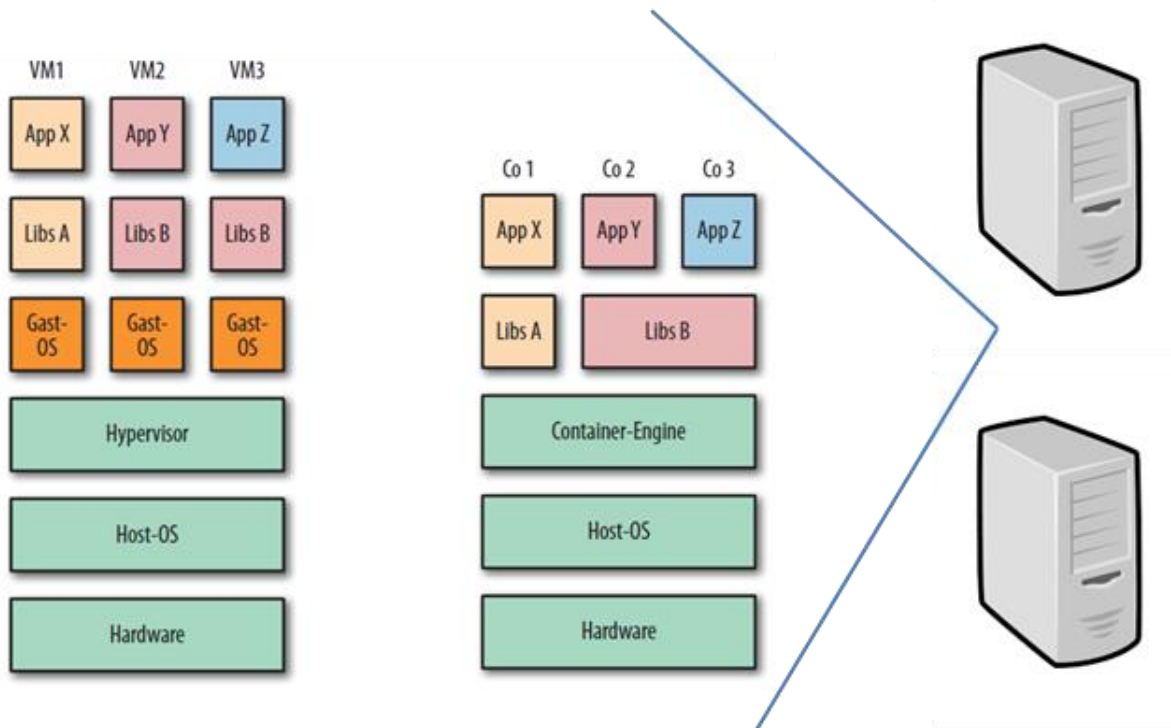 VM1
VM2
VM3
App X
App Y
App Z
Libs A
Libs B
Libs B
Gast-
OS
Gast-
OS
Gast-
OS
Hypervisor
Host-OS
Hardware
Co 1
Co 2
Co 3
App X
App Y
App Z
Libs A
Libs B
Container-Engine
Host-OS
Hardware